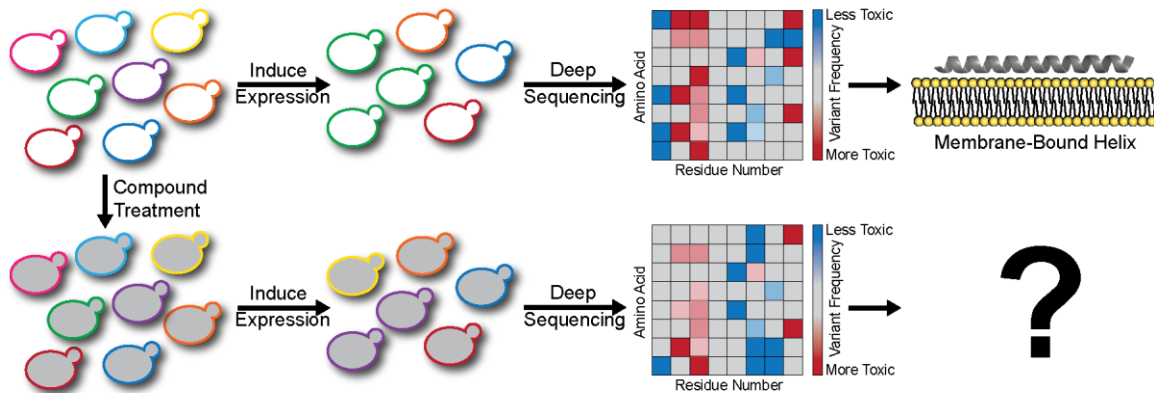 Induce
Expression
Deep
Sequencing
Amino Acid
Residue Number
Less Toxic
Variant Frequency
More Toxic
Membrane-Bound Helix
Compound
Treatment
Induce
Expression
Deep
Sequencing
Amino Acid
Residue Number
Less Toxic
Variant Frequency
More Toxic
?